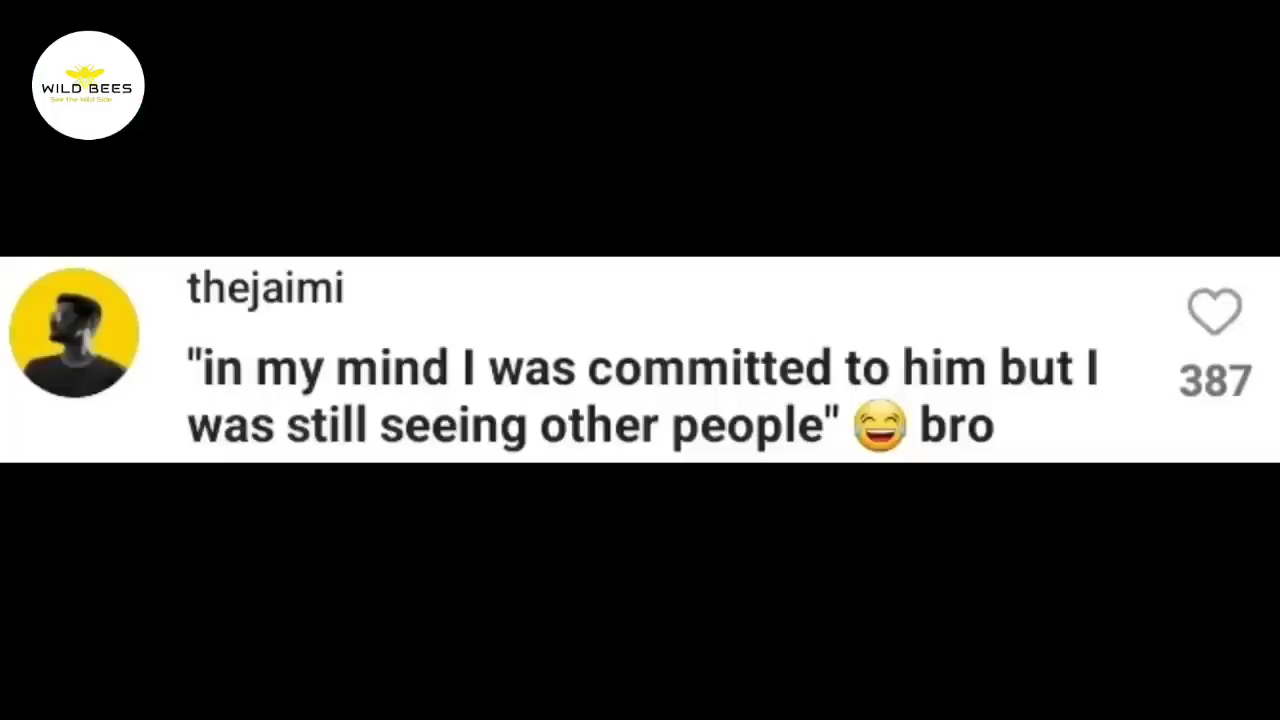 WILD BEES
See the Wild Side
thejaimi
"in my mind I was committed to him but I
387
was still seeing other people" 😂 bro